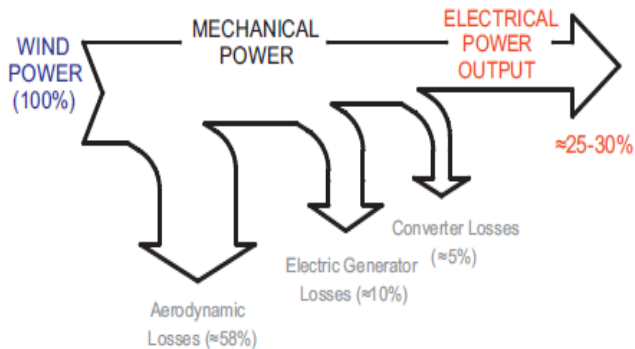 WIND
POWER
(100%)
MECHANICAL
POWER
ELECTRICAL
POWER
OUTPUT
≈25-30%
Converter Losses
(≈5%)
Electric Generator
Losses (≈10%)
Aerodynamic
Losses (≈58%)